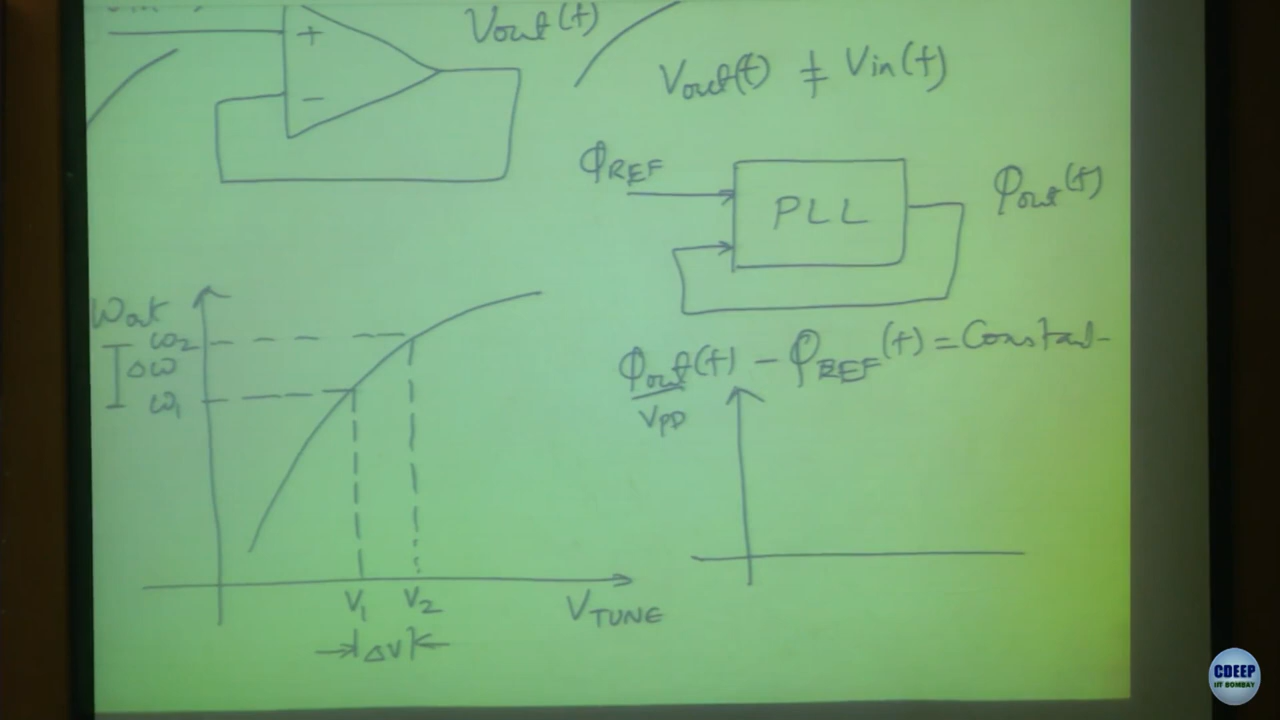 +
-
Vout(t)
Vout(t) ≠ Vin(t)
ΦREF
PLL
Φout(t)
Φout(t) - ΦREF(t) = Constant
VPD
ωout
ω2
Δω
ω1
V1 V2
VTUNE
ΔV
CDEEP
IIT BOMBAY